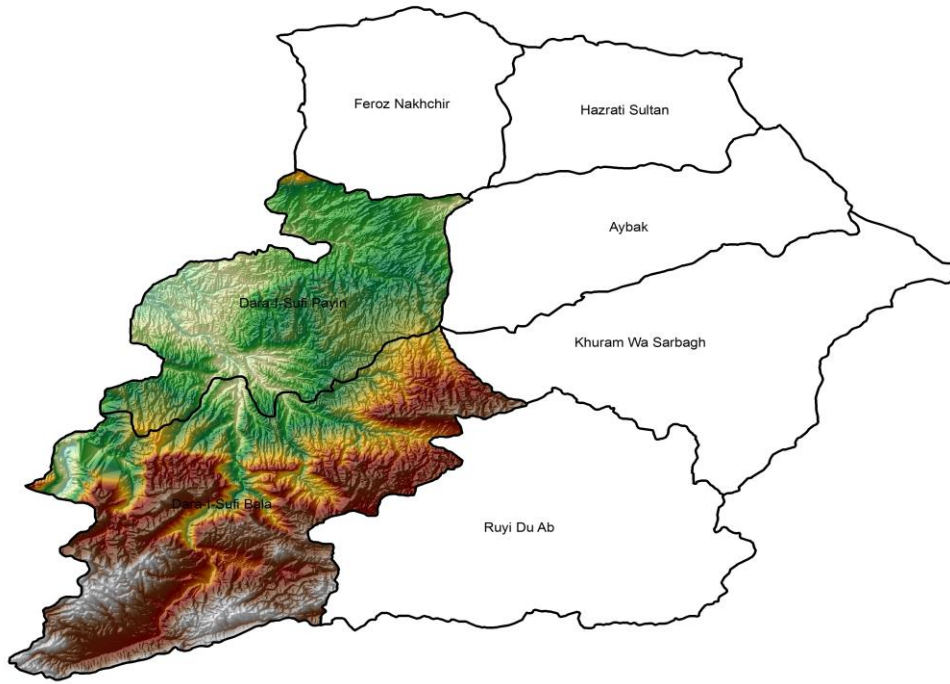 Feroz Nakhchir
Hazrati Sultan
Aybak
Dara-I-Sufi Payin
Khuram Wa Sarbagh
Dara-I-Sufi Bala
Ruyi Du Ab